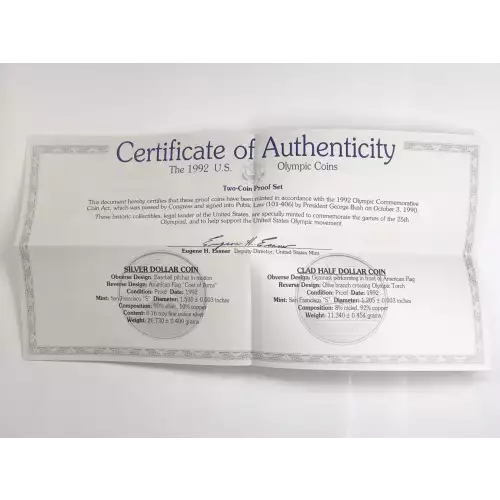 Certificate of Authenticity
The 1992 U.S. Olympic Coins
Two-Coin Proof Set
This document hereby certifies that these proof coins have been minted in accordance with the 1992 Olympic Commemorative
Coin Act, which was passed by Congress and signed into Public Law (101-406) by President George Bush on October 3, 1990.
These historic collectibles, legal tender of the United States, are specially minted to commemorate the games of the 25th
Olympiad, and to help support the United States Olympic movement.
Eugene H. Essner
Eugene H. Essner Deputy Director, United States Mint
SILVER DOLLAR COIN
Obverse Design: Baseball pitcher in motion
Reverse Design: American Flag "Coat of Arms"
Condition: Proof Date: 1992
Mint: San Francisco "S" Diameter: 1.500 ± 0.003 inches
Composition: 90% silver, 10% copper
Content: 0.76 troy fine ounce silver
Weight: 26.730 ± 0.400 grams
CLAD HALF DOLLAR COIN
Obverse Design: Gymnast performing in front of American Flag
Reverse Design: Olive branch crossing Olympic Torch
Condition: Proof Date: 1992
Mint: San Francisco "S" Diameter: 1.205 ± 0.003 inches
Composition: 8% nickel, 92% copper
Weight: 11.340 ± 0.454 grams